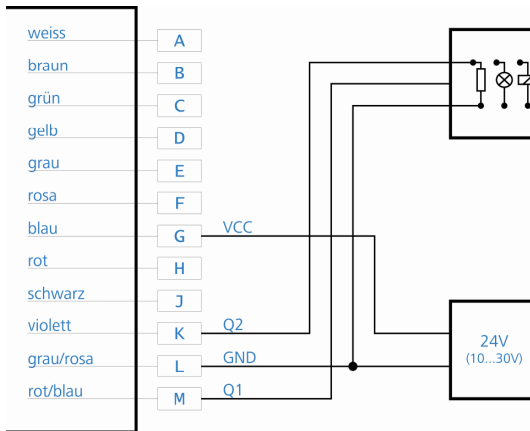 weiss A
braun B
grün C
gelb D
grau E
rosa F
blau G VCC
rot H
schwarz J
violett K Q2
grau/rosa L GND
rot/blau M Q1
24V
(10...30V)